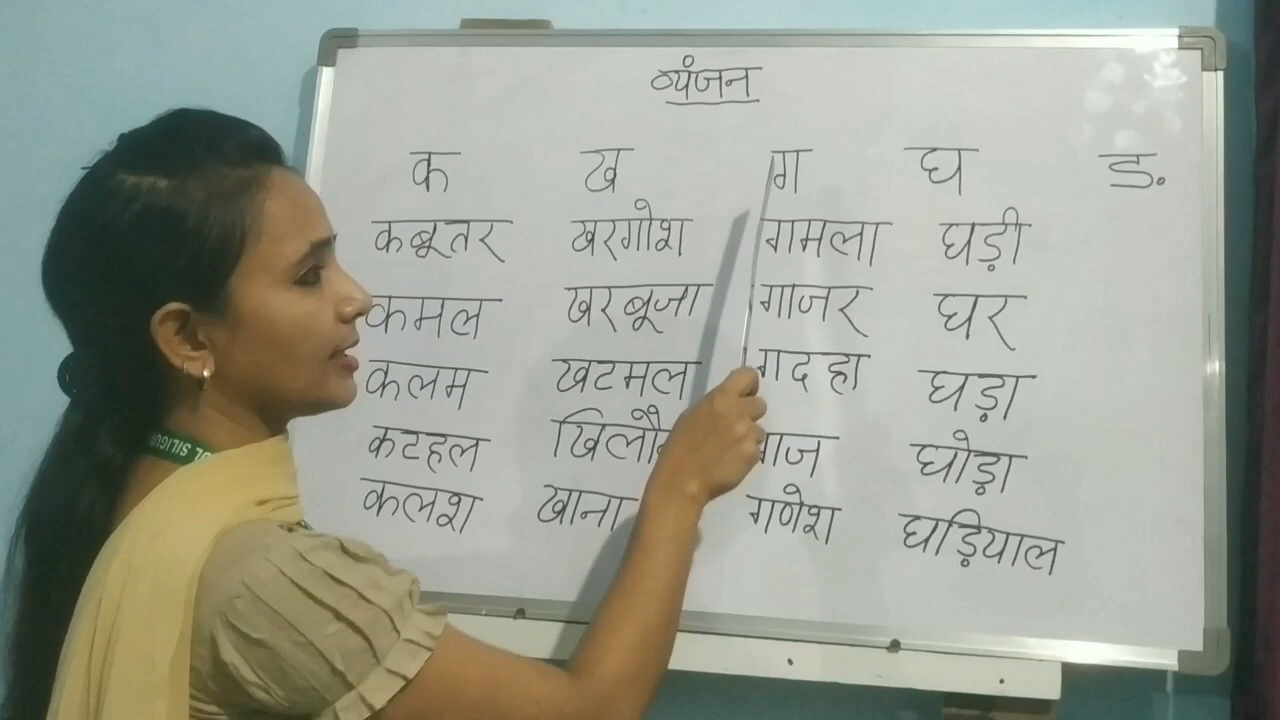 व्यंजन
क ख ग घ ङ
कबूतर खरगोश गमला घड़ी
कमल खरबूजा गाजर घर
कलम खटमल गदहा घड़ा
कटहल घोड़ा
कलश खाना गणेश घड़ियाल